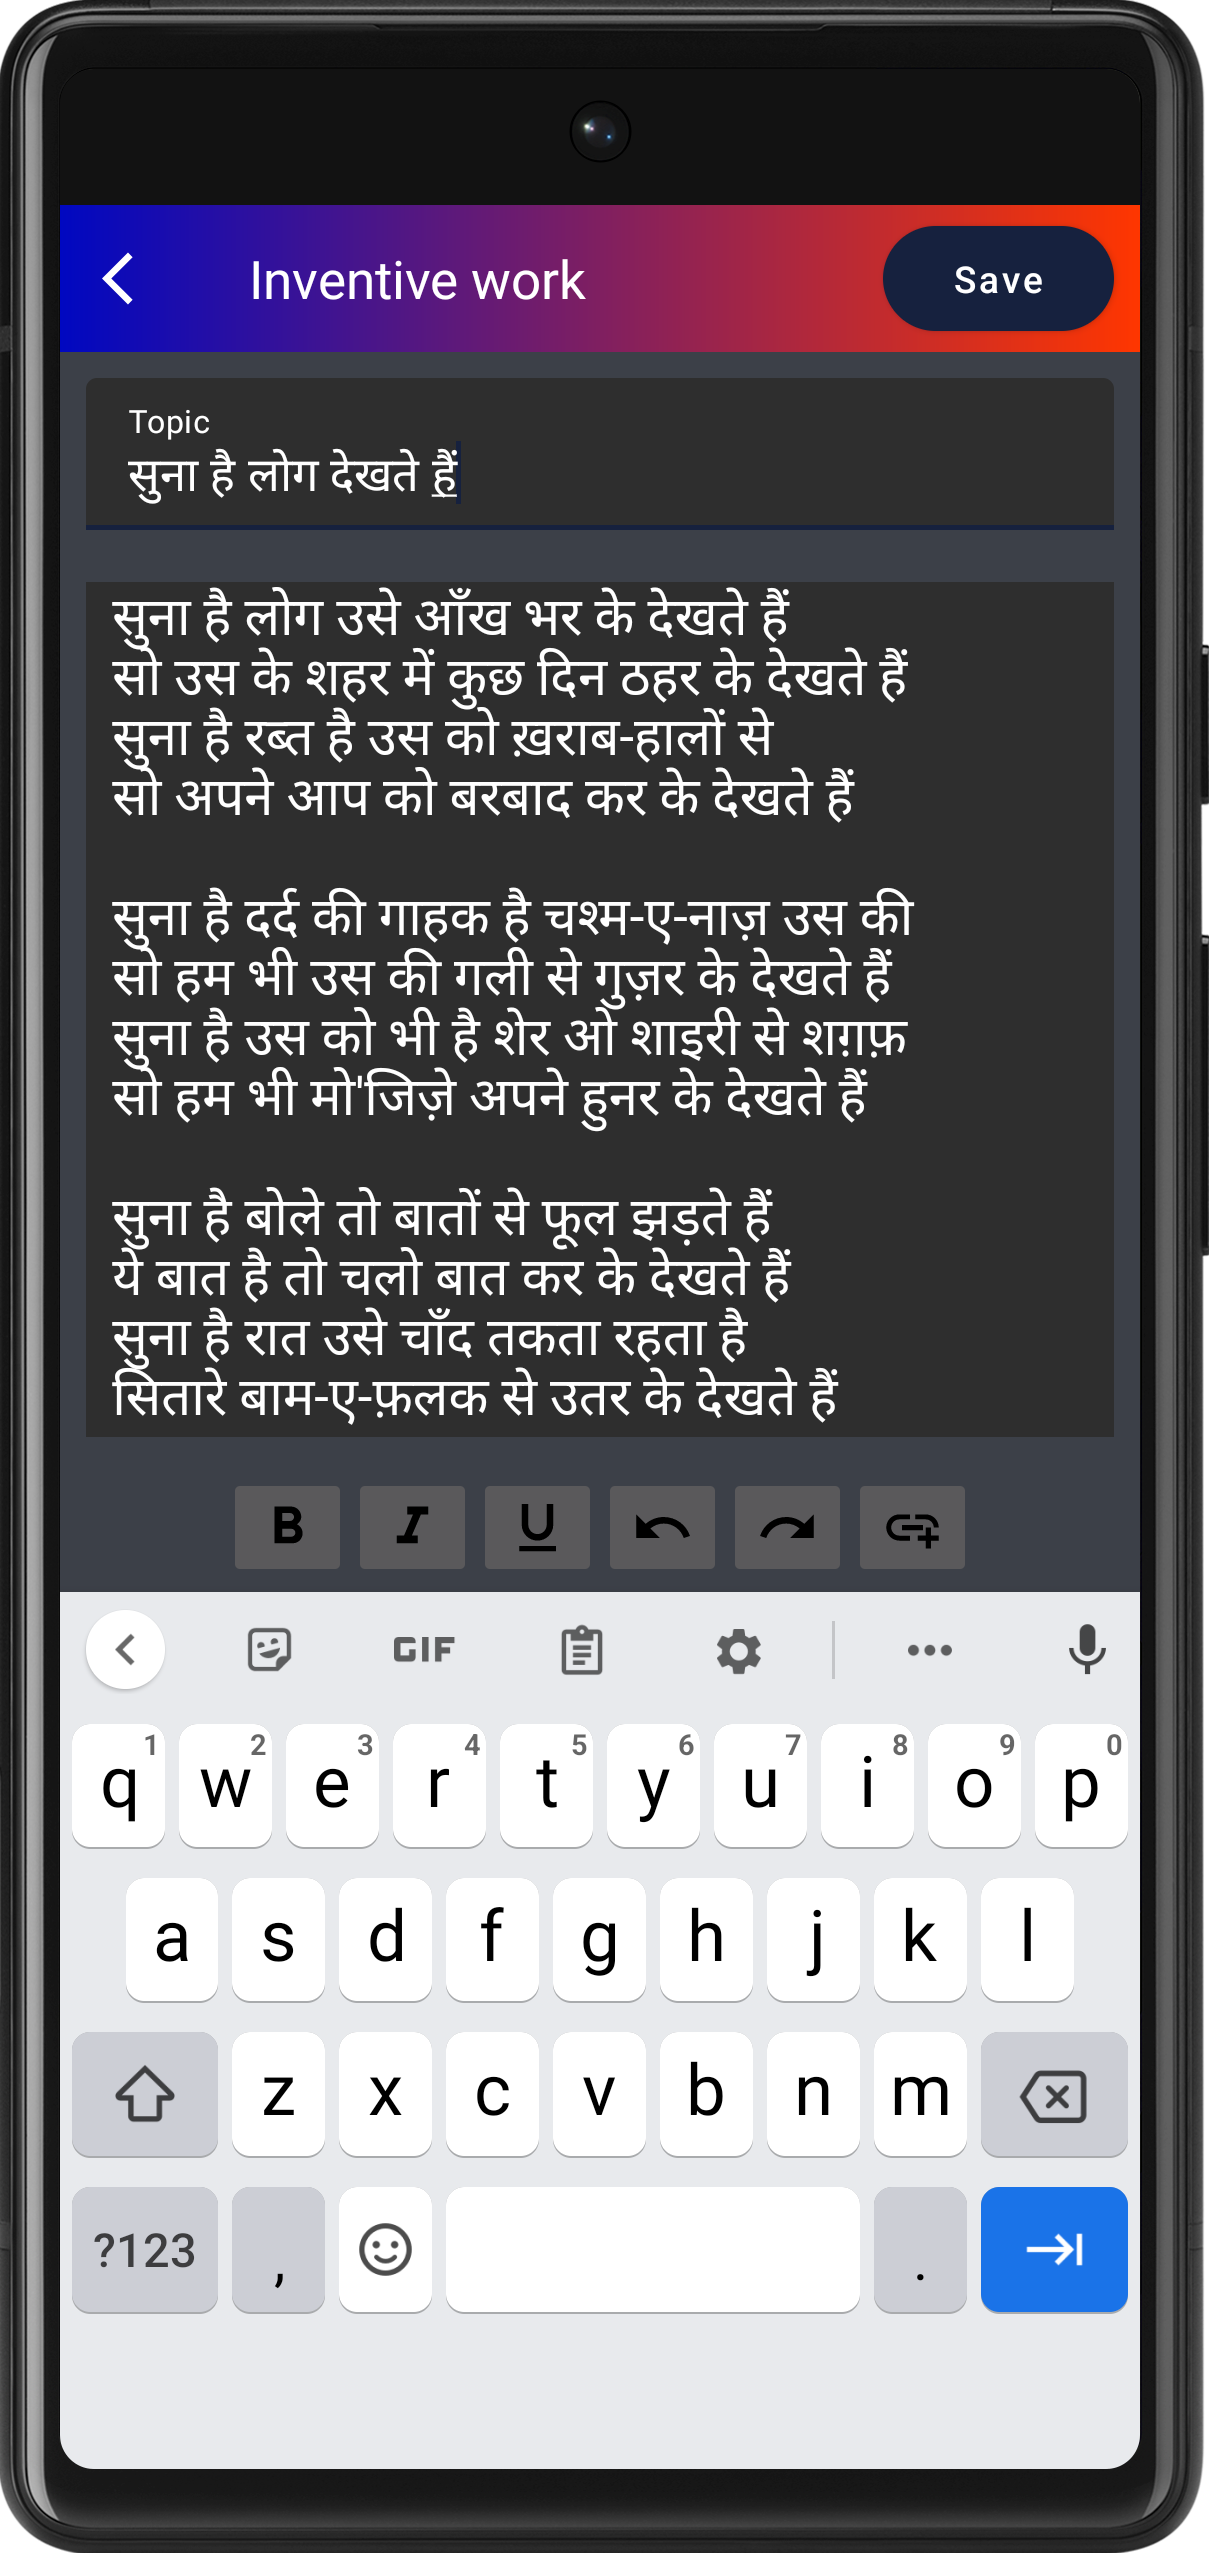 Inventive work
Save
Topic
सुना है लोग देखते हैं
सुना है लोग उसे आँख भर के देखते हैं
सो उस के शहर में कुछ दिन ठहर के देखते हैं
सुना है रब्त है उस को ख़राब-हालों से
सो अपने आप को बरबाद कर के देखते हैं
सुना है दर्द की गाहक है चश्म-ए-नाज़ उस की
सो हम भी उस की गली से गुज़र के देखते हैं
सुना है उस को भी है शेर ओ शाइरी से शग़फ़
सो हम भी मो'जिज़े अपने हुनर के देखते हैं
सुना है बोले तो बातों से फूल झड़ते हैं
ये बात है तो चलो बात कर के देखते हैं
सुना है रात उसे चाँद तकता रहता है
सितारे बाम-ए-फ़लक से उतर के देखते हैं
B I U
GIF
1 2 3 4 5 6 7 8 9 0
q w e r t y u i o p
a s d f g h j k l
z x c v b n m
?123 , .